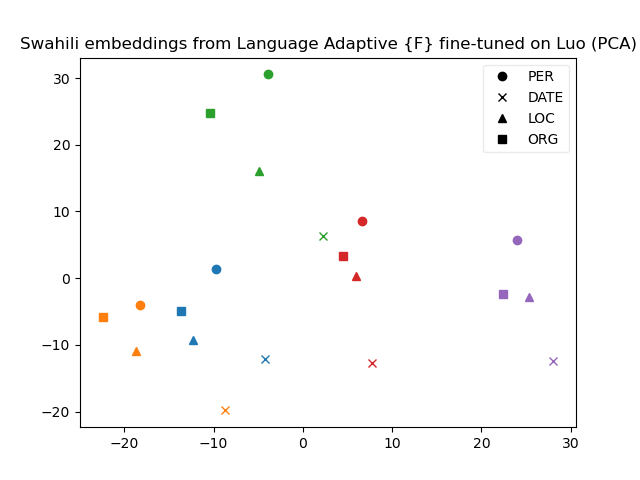 Swahili embeddings from Language Adaptive {F} fine-tuned on Luo (PCA)
30
20
10
0
−10
−20
−20
−10
0
10
20
30
PER
DATE
LOC
ORG